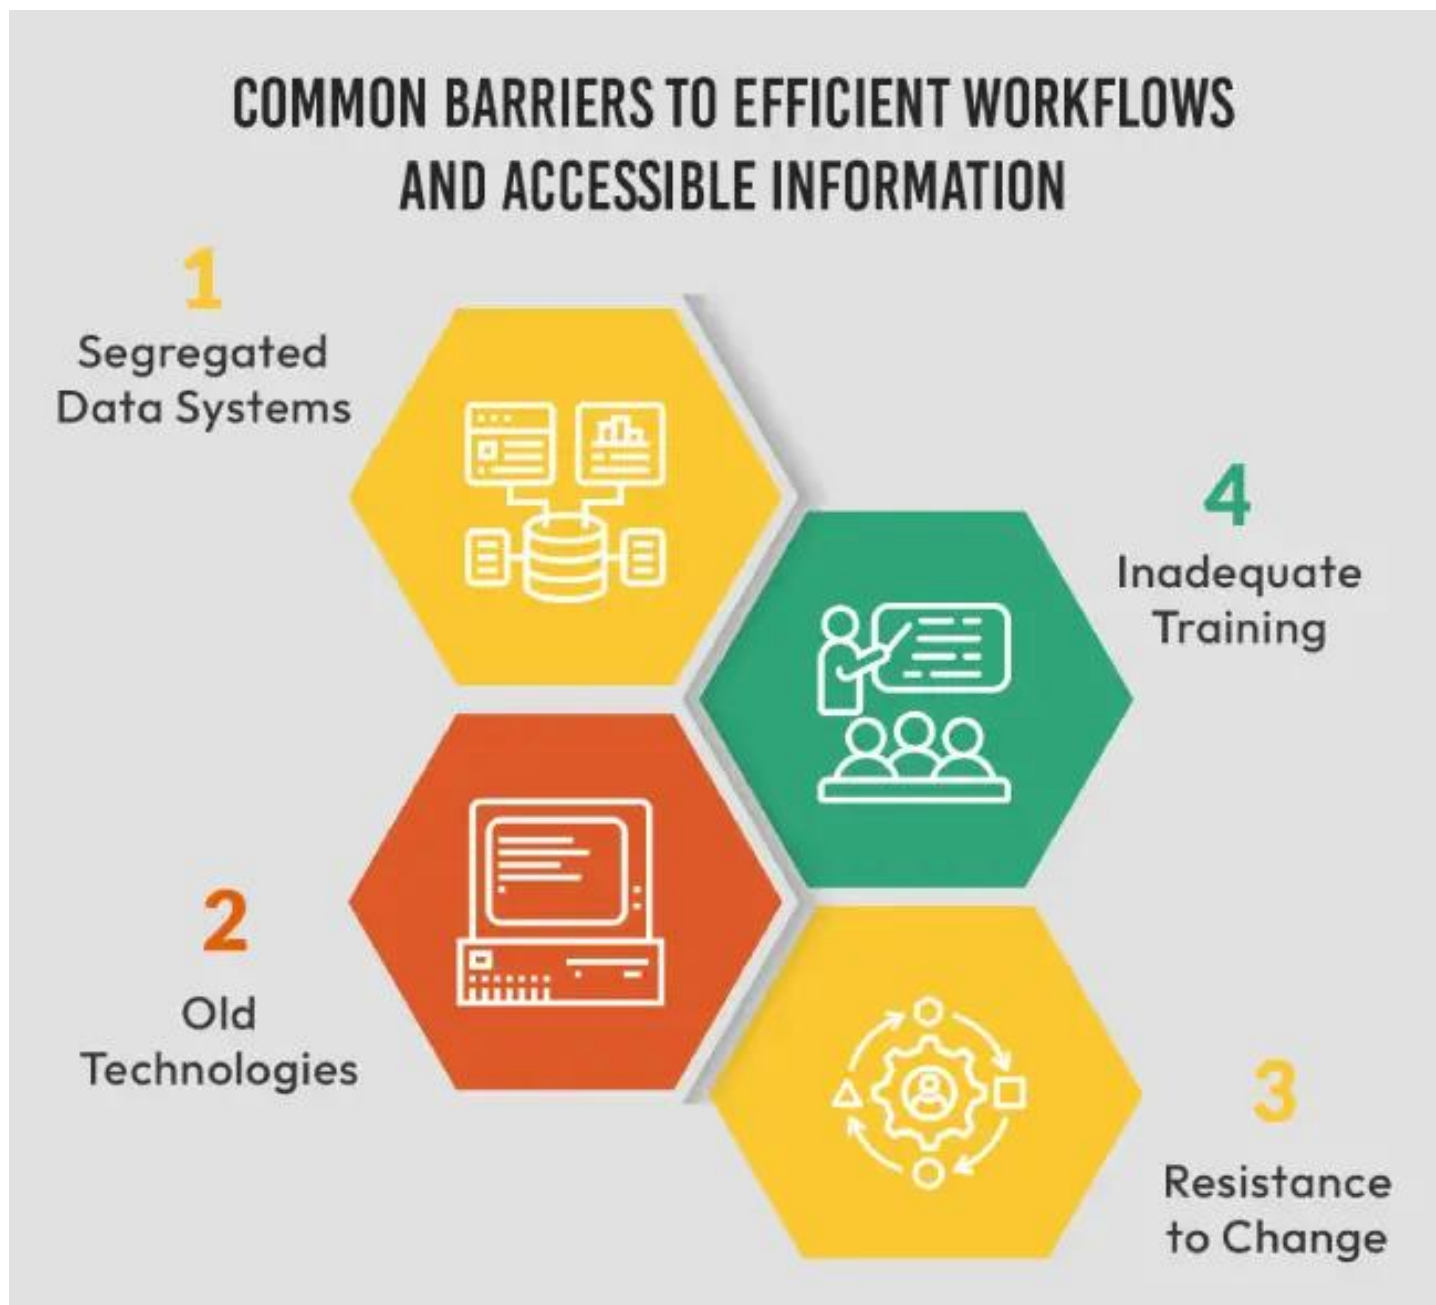 COMMON BARRIERS TO EFFICIENT WORKFLOWS
AND ACCESSIBLE INFORMATION
1
Segregated
Data Systems
2
Old
Technologies
3
Resistance
to Change
4
Inadequate
Training